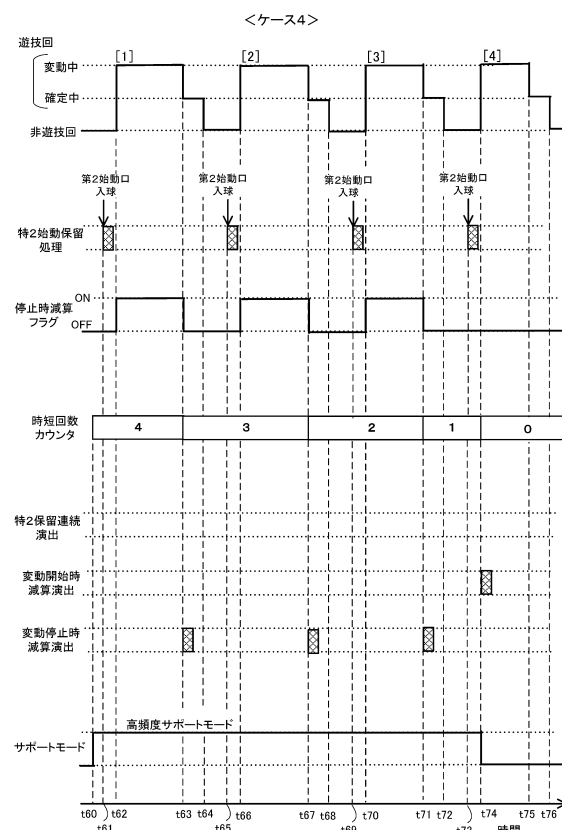 <ケース4>
遊技回
変動中
確定中
非遊技回
[1]
[2]
[3]
[4]
第2始動口
入球
第2始動口
入球
第2始動口
入球
第2始動口
入球
特2始動保留
処理
停止時減算
フラグ
ON
OFF
時短回数
カウンタ
4
3
2
1
0
特2保留連続
演出
変動開始時
減算演出
変動停止時
減算演出
高頻度サポートモード
サポートモード
t60 t62 t63 t64 t66 t67 t68 t70 t71 t72 t74 t75 t76
t61 t65 t69 t73 時間